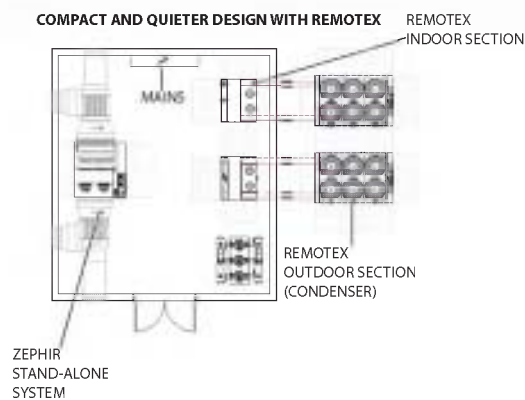 COMPACT AND QUIETER DESIGN WITH REMOTEX
REMOTEX
INDOOR SECTION
MAINS
REMOTEX
OUTDOOR SECTION
(CONDENSER)
ZEPHIR
STAND-ALONE
SYSTEM